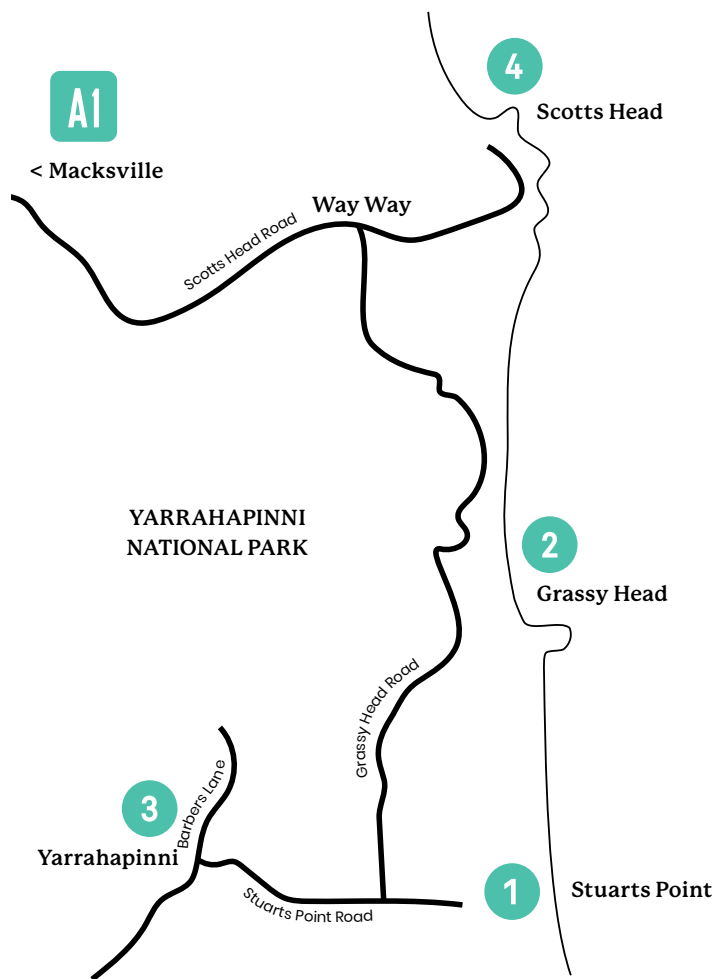 4
Scotts Head
A1
< Macksville
Way Way
Scotts Head Road
YARRAHAPINNI
NATIONAL PARK
2
Grassy Head
Grassy Head Road
3
Barbers Lane
Yarrahapinni
1
Stuarts Point
Stuarts Point Road